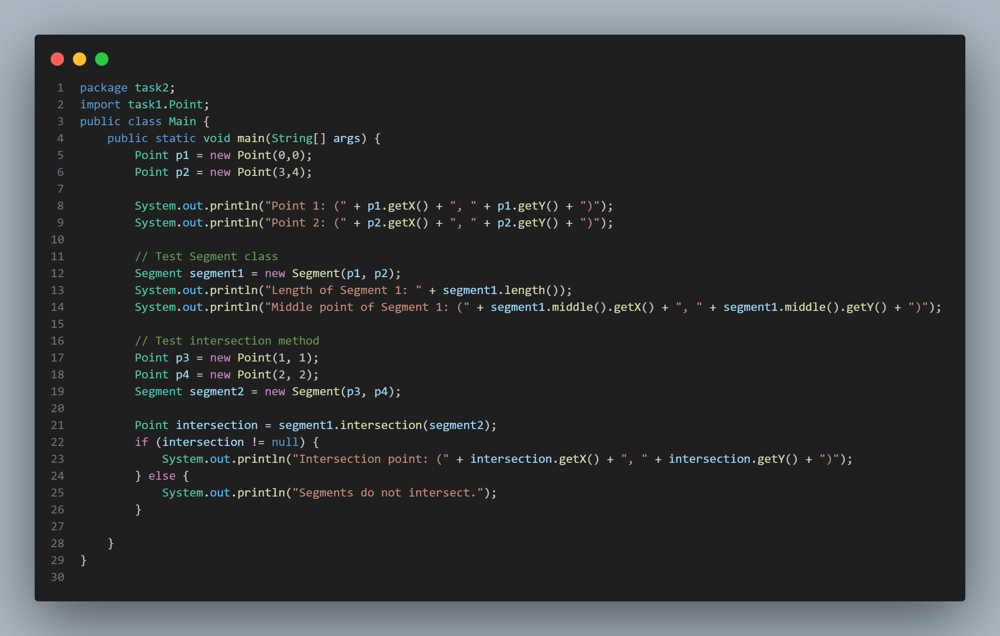 1 package task2;
2 import task1.Point;
3 public class Main {
4     public static void main(String[] args) {
5         Point p1 = new Point(0,0);
6         Point p2 = new Point(3,4);
7
8         System.out.println("Point 1: (" + p1.getX() + ", " + p1.getY() + ")");
9         System.out.println("Point 2: (" + p2.getX() + ", " + p2.getY() + ")");
10
11         // Test Segment class
12         Segment segment1 = new Segment(p1, p2);
13         System.out.println("Length of Segment 1: " + segment1.length());
14         System.out.println("Middle point of Segment 1: (" + segment1.middle().getX() + ", " + segment1.middle().getY() + ")");
15
16         // Test intersection method
17         Point p3 = new Point(1, 1);
18         Point p4 = new Point(2, 2);
19         Segment segment2 = new Segment(p3, p4);
20
21         Point intersection = segment1.intersection(segment2);
22         if (intersection != null) {
23             System.out.println("Intersection point: (" + intersection.getX() + ", " + intersection.getY() + ")");
24         } else {
25             System.out.println("Segments do not intersect.");
26         }
27
28     }
29 }
30